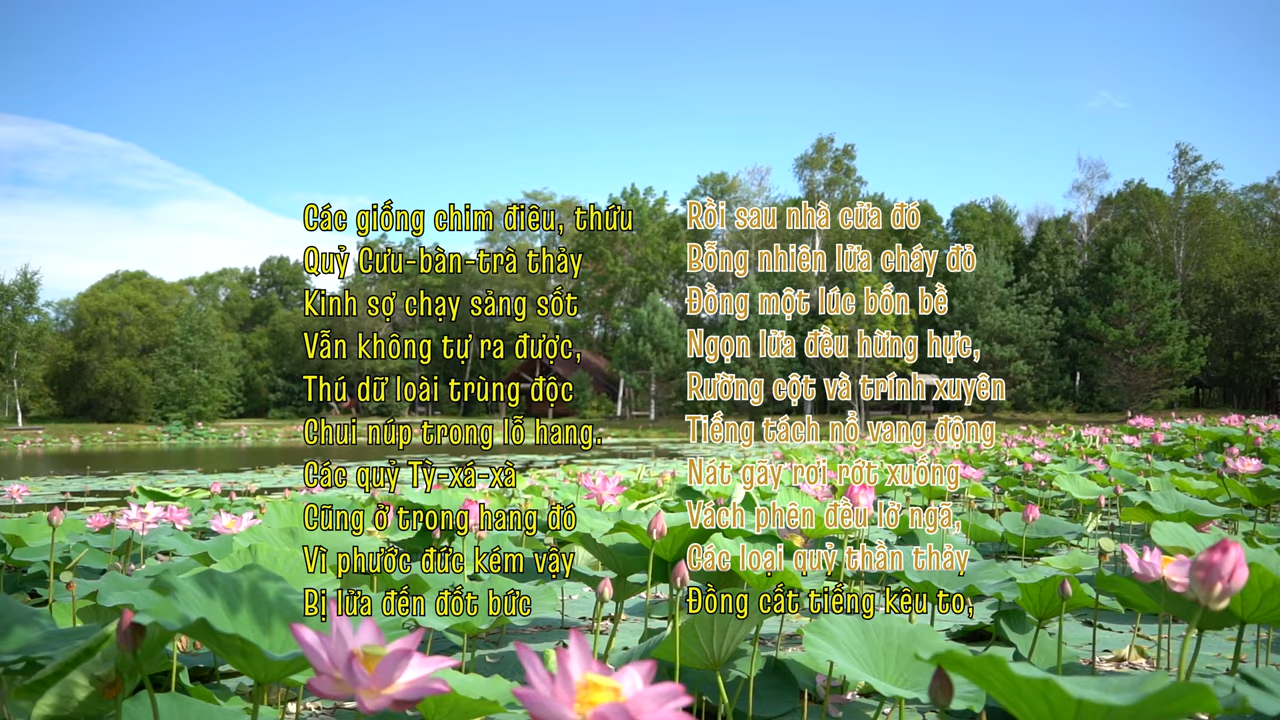 Các giống chim điêu, thứu
Quỷ Cưu-bàn-trà thảy
Kinh sợ chạy sảng sốt
Vẫn không tự ra được,
Thú dữ loài trùng độc
Chui núp trong lỗ hang.
Các quỷ Tỳ-xá-xà
Cũng ở trong hang đó
Vì phước đức kém vậy
Bị lửa đến đốt bức
Rồi sau nhà cửa đó
Bỗng nhiên lửa cháy đỏ
Đồng một lúc bốn bề
Ngọn lửa đều hừng hực,
Rường cột và trính xuyên
Tiếng tách nổ vang động
Nát gãy rơi rớt xuống
Vách phên đều lở ngã,
Các loại quỷ thần thảy
Đồng cất tiếng kêu to,